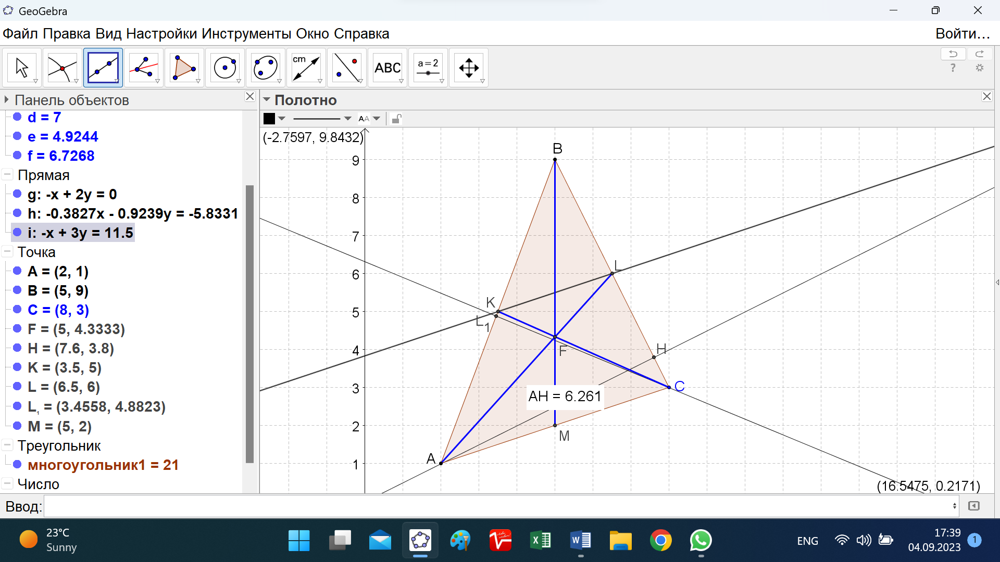 GeoGebra
Файл Правка Вид Настройки Инструменты Окно Справка
Войти…
cm
ABC
a = 2
?
Панель объектов
Полотно
AA
d = 7
e = 4.9244
f = 6.7268
Прямая
g: -x + 2y = 0
h: -0.3827x - 0.9239y = -5.8331
i: -x + 3y = 11.5
Точка
A = (2, 1)
B = (5, 9)
C = (8, 3)
F = (5, 4.3333)
H = (7.6, 3.8)
K = (3.5, 5)
L = (6.5, 6)
L₁ = (3.4558, 4.8823)
M = (5, 2)
Треугольник
многоугольник1 = 21
Число
(-2.7597, 9.8432)
B
9
8
7
L
6
K
5
L₁
4
F
H
3
C
AH = 6.261
2
M
A
1
(16.5475, 0.2171)
Ввод:
23°C
Sunny
ENG
17:39
04.09.2023
1